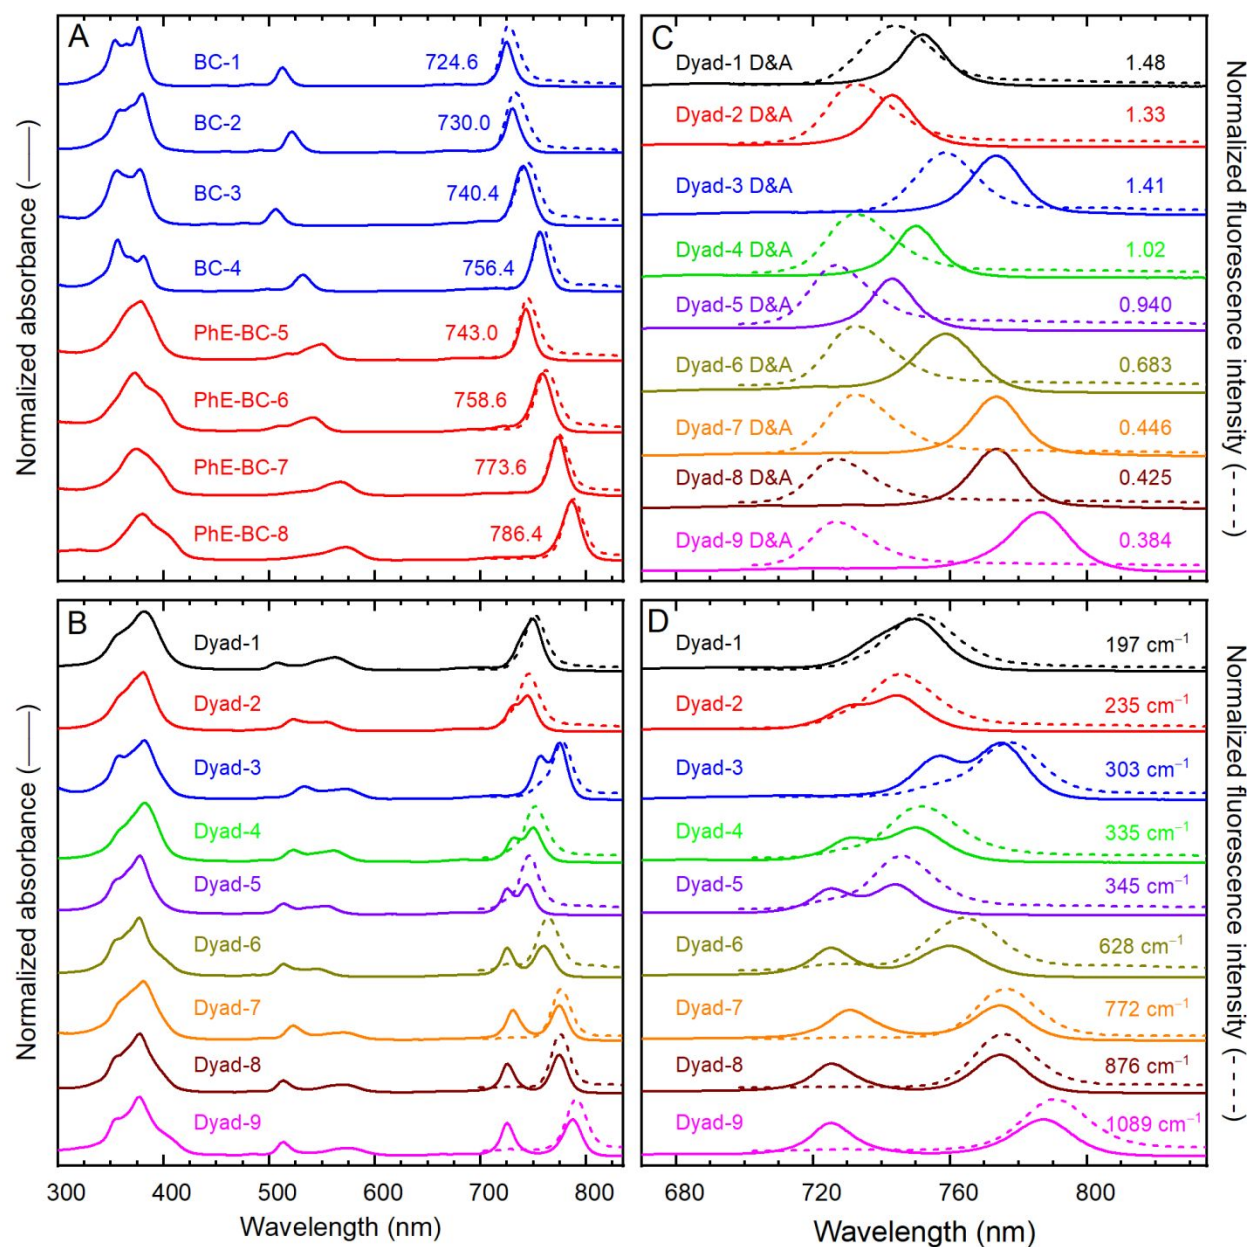 A
BC-1 724.6
BC-2 730.0
BC-3 740.4
BC-4 756.4
PhE-BC-5 743.0
PhE-BC-6 758.6
PhE-BC-7 773.6
PhE-BC-8 786.4
Normalized absorbance (——)
C
Dyad-1 D&A 1.48
Dyad-2 D&A 1.33
Dyad-3 D&A 1.41
Dyad-4 D&A 1.02
Dyad-5 D&A 0.940
Dyad-6 D&A 0.683
Dyad-7 D&A 0.446
Dyad-8 D&A 0.425
Dyad-9 D&A 0.384
Normalized fluorescence intensity (- - - -)
B
Dyad-1
Dyad-2
Dyad-3
Dyad-4
Dyad-5
Dyad-6
Dyad-7
Dyad-8
Dyad-9
Normalized absorbance (——)
300 400 500 600 700 800
Wavelength (nm)
D
Dyad-1 197 cm⁻¹
Dyad-2 235 cm⁻¹
Dyad-3 303 cm⁻¹
Dyad-4 335 cm⁻¹
Dyad-5 345 cm⁻¹
Dyad-6 628 cm⁻¹
Dyad-7 772 cm⁻¹
Dyad-8 876 cm⁻¹
Dyad-9 1089 cm⁻¹
Normalized fluorescence intensity (- - - -)
680 720 760 800
Wavelength (nm)